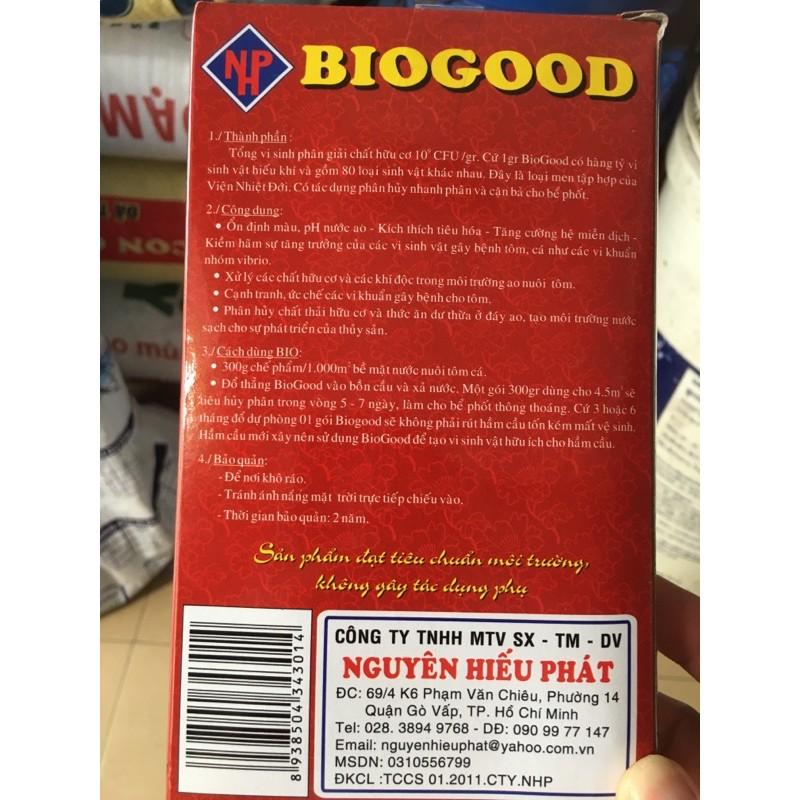 NHP
BIOGOOD
1./ Thành phần :
Tổng vi sinh phân giải chất hữu cơ 10⁹ CFU /gr. Cứ 1gr BioGood có hàng tỷ vi
sinh vật hiếu khí và gồm 80 loại sinh vật khác nhau. Đây là loại men tập hợp của
Viện Nhiệt Đới. Có tác dụng phân hủy nhanh phân và cặn bả cho bể phốt.
2./ Công dung:
• Ổn định màu, pH nước ao - Kích thích tiêu hóa - Tăng cường hệ miễn dịch -
Kiềm hãm sự tăng trưởng của các vi sinh vật gây bệnh tôm, cá như các vi khuẩn
nhóm vibrio.
• Xử lý các chất hữu cơ và các khí độc trong môi trường ao nuôi tôm.
• Cạnh tranh, ức chế các vi khuẩn gây bệnh cho tôm.
• Phân hủy chất thải hữu cơ và thức ăn dư thừa ở đáy ao, tạo môi trường nước
sạch cho sự phát triển của thủy sản.
3./ Cách dùng BIO:
• 300g chế phẩm/1.000m² bề mặt nước nuôi tôm cá.
• Đổ thẳng BioGood vào bồn cầu và xả nước. Một gói 300gr dùng cho 4.5m³ sẽ
tiêu hủy phân trong vòng 5 - 7 ngày, làm cho bể phốt thông thoáng. Cứ 3 hoặc 6
tháng đổ dự phòng 01 gói Biogood sẽ không phải rút hầm cầu tốn kém mất vệ sinh.
Hầm cầu mới xây nên sử dụng BioGood để tạo vi sinh vật hữu ích cho hầm cầu.
4./ Bảo quản:
- Để nơi khô ráo.
- Tránh ánh nắng mặt trời trực tiếp chiếu vào.
- Thời gian bảo quản: 2 năm.
Sản phẩm đạt tiêu chuẩn môi trường,
không gây tác dụng phụ
8 938504 343014
CÔNG TY TNHH MTV SX - TM - DV
NGUYÊN HIẾU PHÁT
ĐC: 69/4 K6 Phạm Văn Chiêu, Phường 14
Quận Gò Vấp, TP. Hồ Chí Minh
Tel: 028. 3894 9768 - DĐ: 090 99 77 147
Email: nguyenhieuphat@yahoo.com.vn
MSDN: 0310556799
ĐKCL :TCCS 01.2011.CTY.NHP